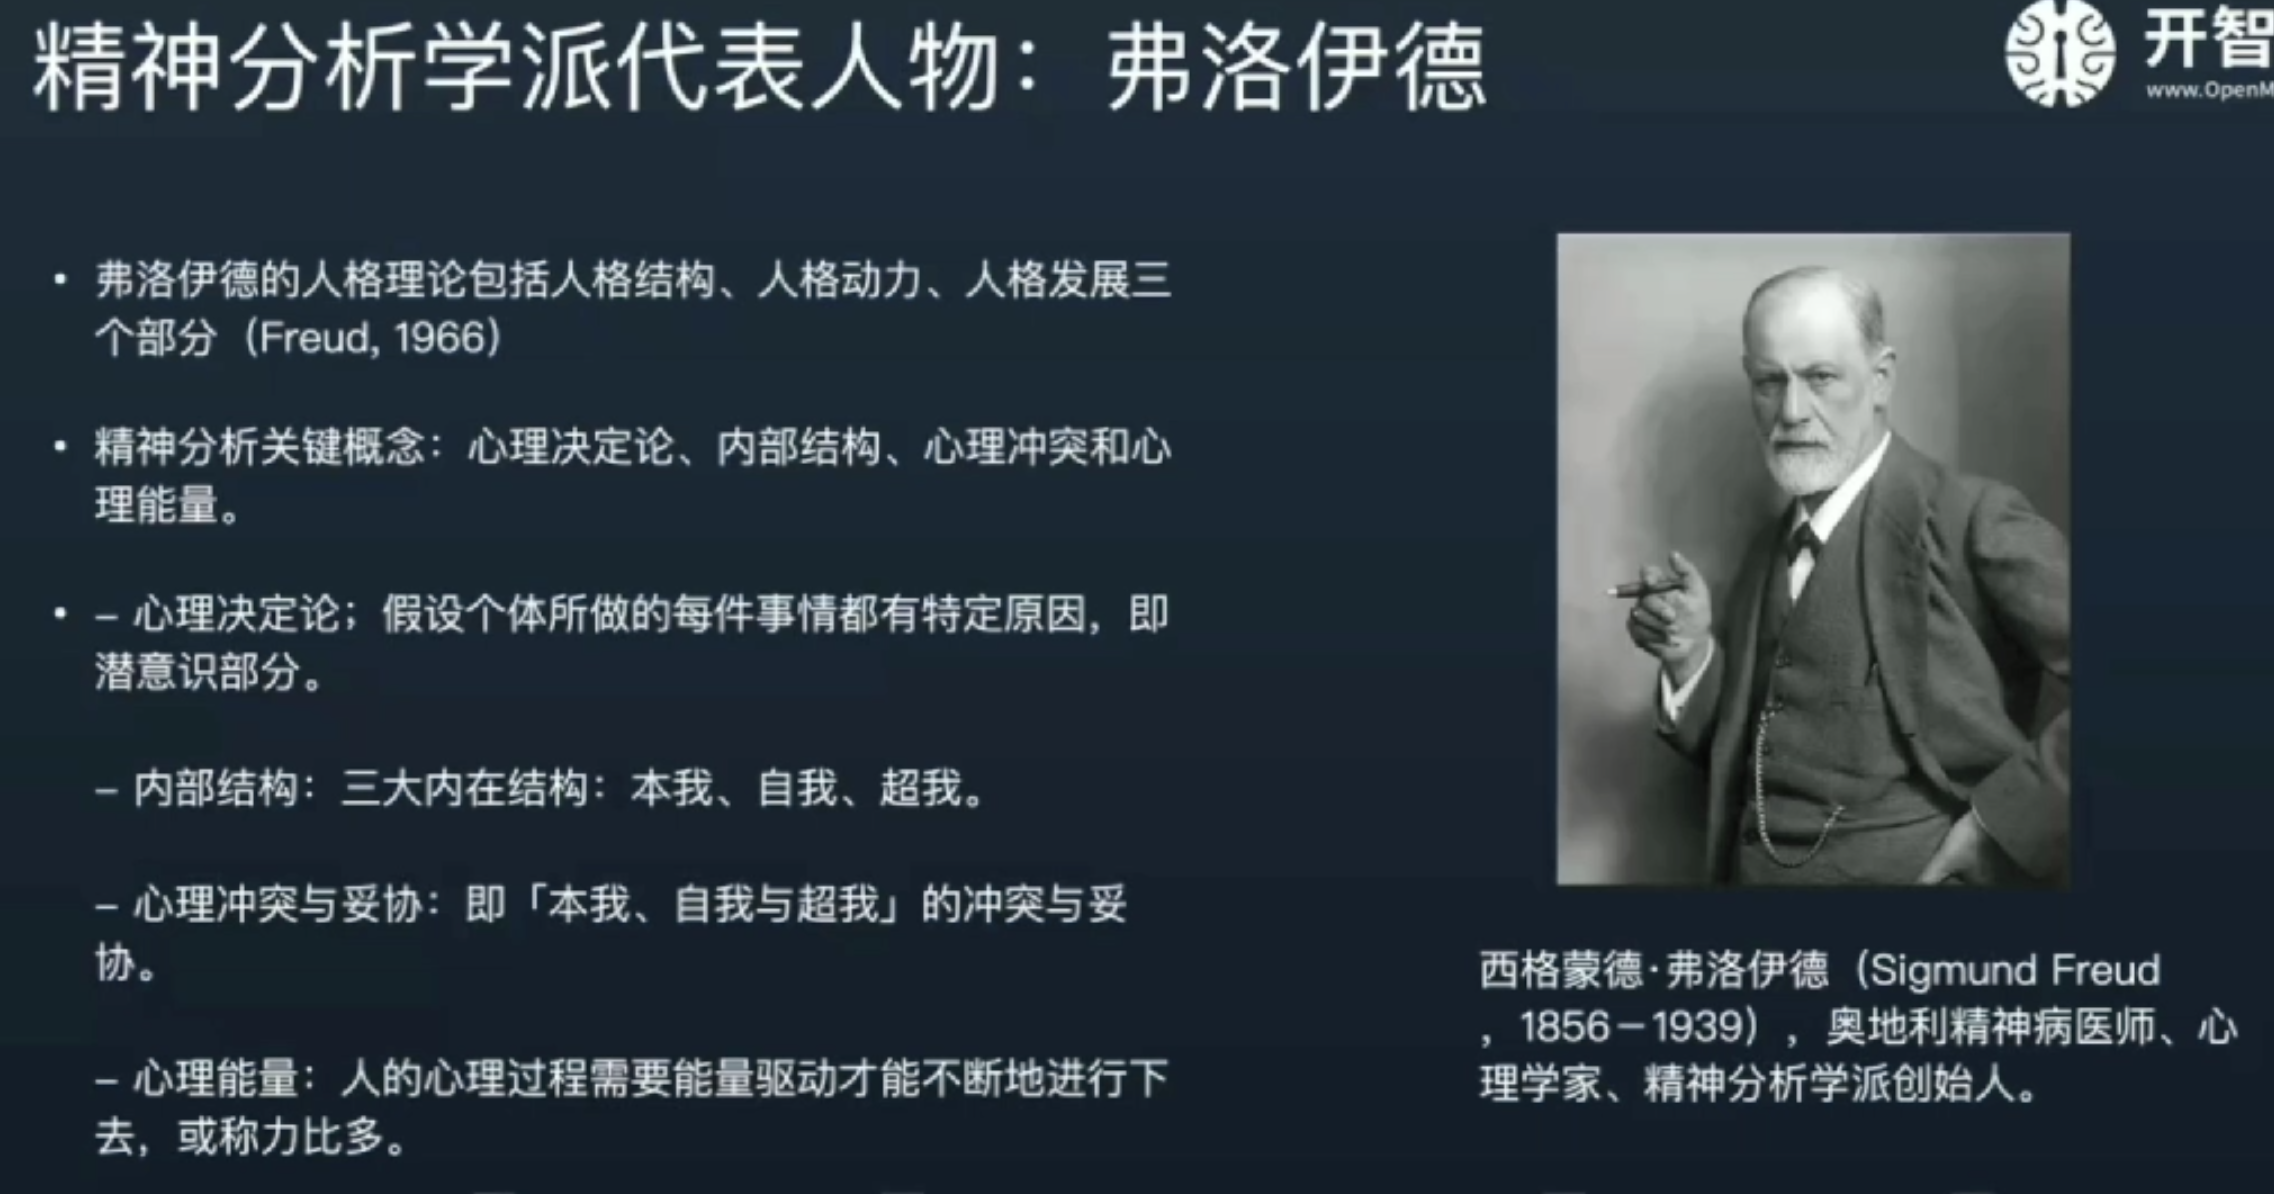 精神分析学派代表人物：弗洛伊德
开智
www.OpenM
• 弗洛伊德的人格理论包括人格结构、人格动力、人格发展三
个部分（Freud, 1966）
• 精神分析关键概念：心理决定论、内部结构、心理冲突和心
理能量。
• – 心理决定论；假设个体所做的每件事情都有特定原因，即
潜意识部分。
– 内部结构：三大内在结构：本我、自我、超我。
– 心理冲突与妥协：即「本我、自我与超我」的冲突与妥
协。
– 心理能量：人的心理过程需要能量驱动才能不断地进行下
去，或称力比多。
西格蒙德·弗洛伊德（Sigmund Freud
，1856－1939），奥地利精神病医师、心
理学家、精神分析学派创始人。